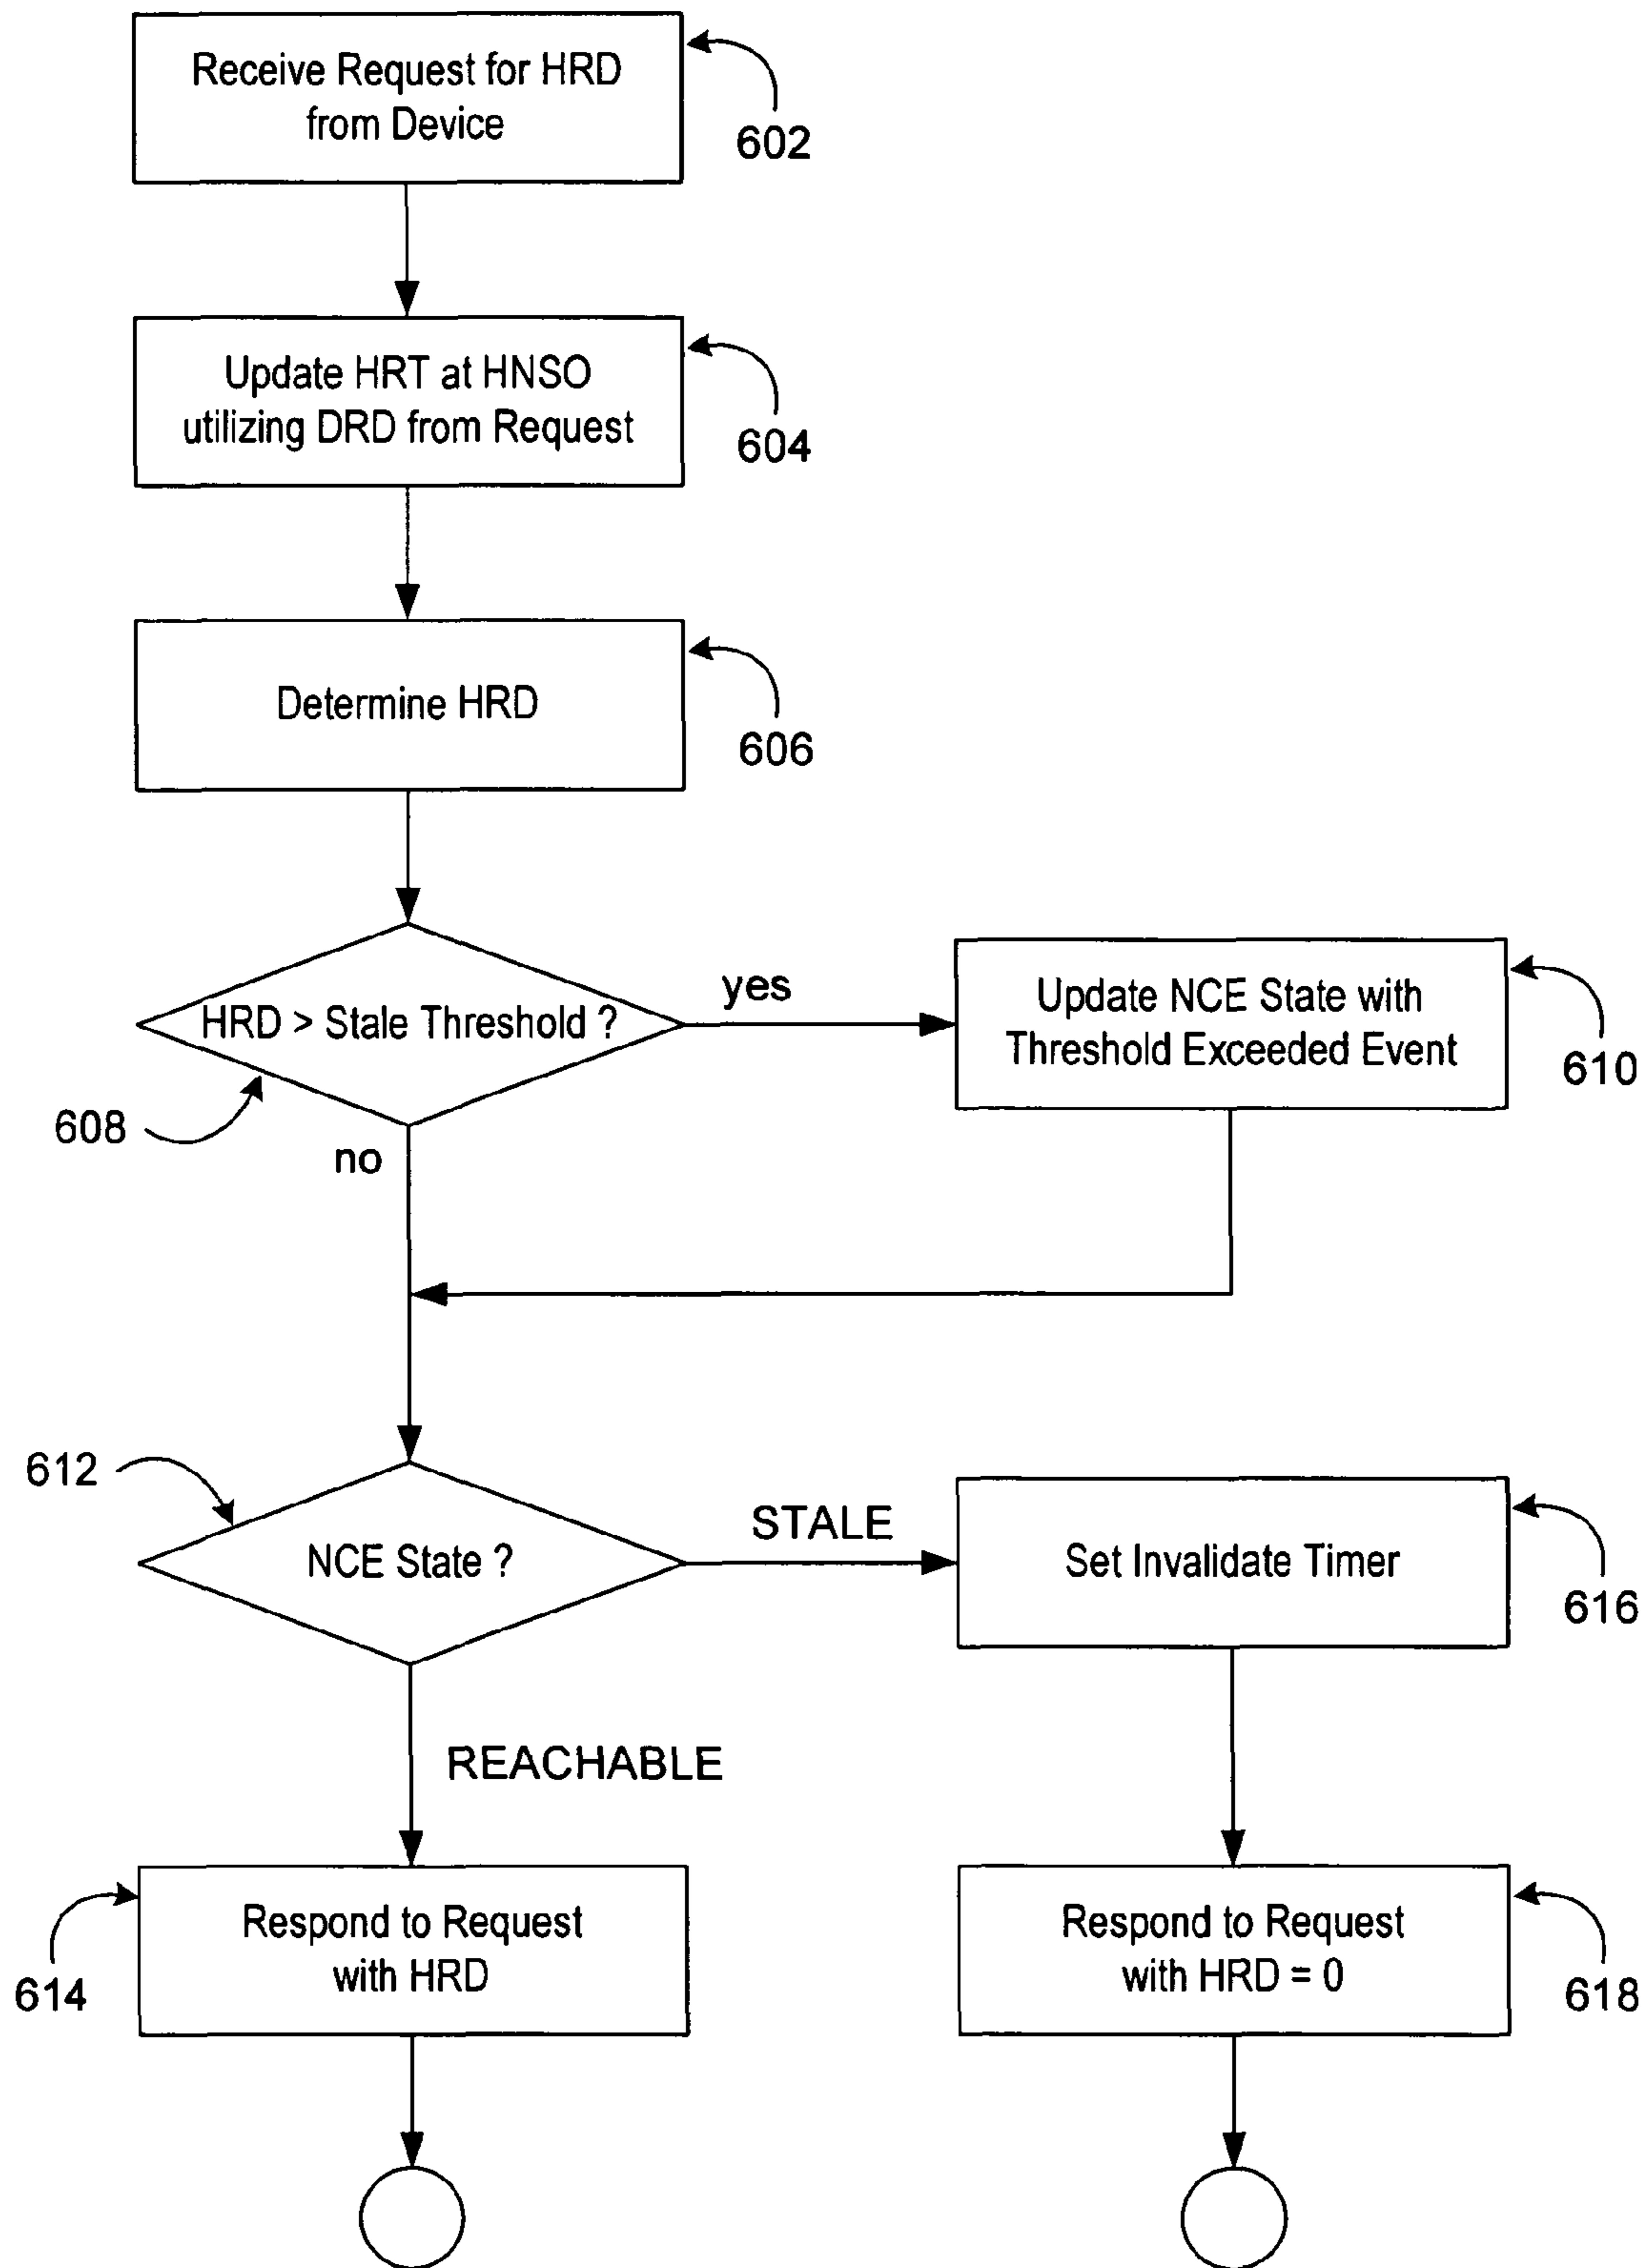 Receive Request for HRD
from Device
602
Update HRT at HNSO
utilizing DRD from Request
604
Determine HRD
606
HRD > Stale Threshold ?
608
yes
no
Update NCE State with
Threshold Exceeded Event
610
NCE State ?
612
STALE
REACHABLE
Set Invalidate Timer
616
Respond to Request
with HRD
614
Respond to Request
with HRD = 0
618